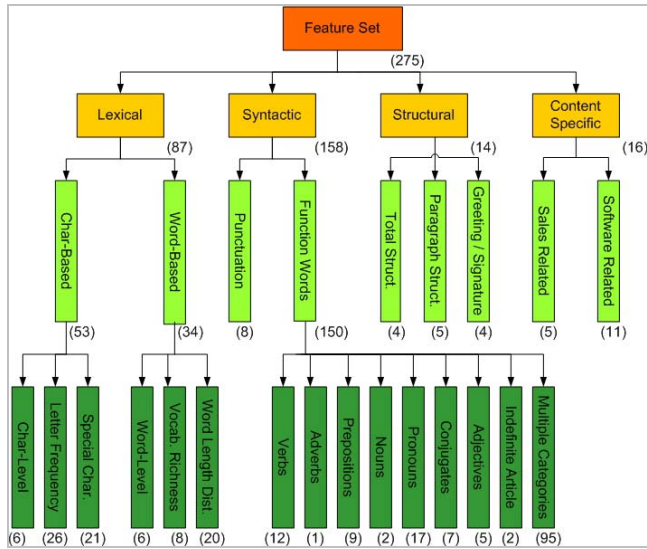 Feature Set
(275)
Lexical
Syntactic
Structural
Content
Specific
(87)
(158)
(14)
(16)
Char-Based
Word-Based
Punctuation
Function Words
Total Struct.
Paragraph Struct.
Greeting / Signature
Sales Related
Software Related
(53)
(34)
(8)
(150)
(4)
(5)
(4)
(5)
(11)
Char-Level
Letter Frequency
Special Char.
Word-Level
Vocab. Richness
Word Length Dist.
Verbs
Adverbs
Prepositions
Nouns
Pronouns
Conjugates
Adjectives
Indefinite Article
Multiple Categories
(6)
(26)
(21)
(6)
(8)
(20)
(12)
(1)
(9)
(2)
(17)
(7)
(5)
(2)
(95)